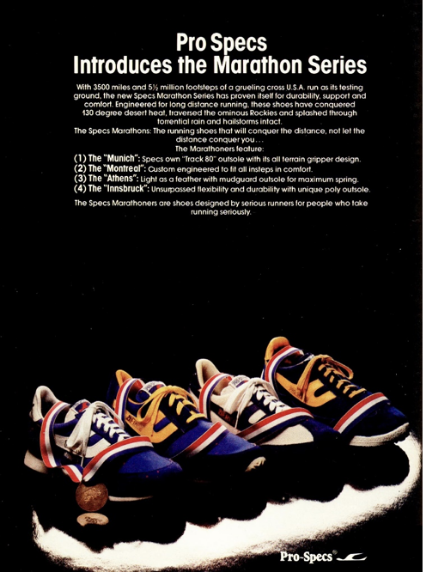 Pro Specs
Introduces the Marathon Series
With 3500 miles and 5½ million footsteps of a grueling cross U.S.A. run as its testing
ground, the new Specs Marathon Series has proven itself for durability, support and
comfort. Engineered for long distance running, these shoes have conquered
130 degree desert heat, traversed the ominous Rockies and splashed through
torrential rain and hailstorms intact.
The Specs Marathons: The running shoes that will conquer the distance, not let the
distance conquer you...
The Marathoners feature:
(1) The "Munich": Specs own "Track 80" outsole with its all terrain gripper design.
(2) The "Montreal": Custom engineered to fit all insteps in comfort.
(3) The "Athens": Light as a feather with mudguard outsole for maximum spring.
(4) The "Innsbruck": Unsurpassed flexibility and durability with unique poly outsole.
The Specs Marathoners are shoes designed by serious runners for people who take
running seriously.
Pro-Specs®